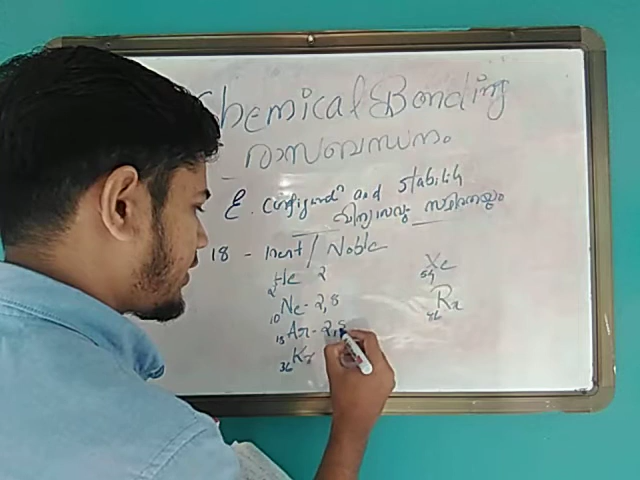 Chemical Bonding
രാസബന്ധനം
E. Configuratn and stability
വിന്യാസവും സ്ഥിരതയും
18 - Inert / Noble
₂He 2
₁₀Ne - 2, 8
₁₈Ar - 2, 8
₃₆Kr
₅₄Xe
₈₆Rn